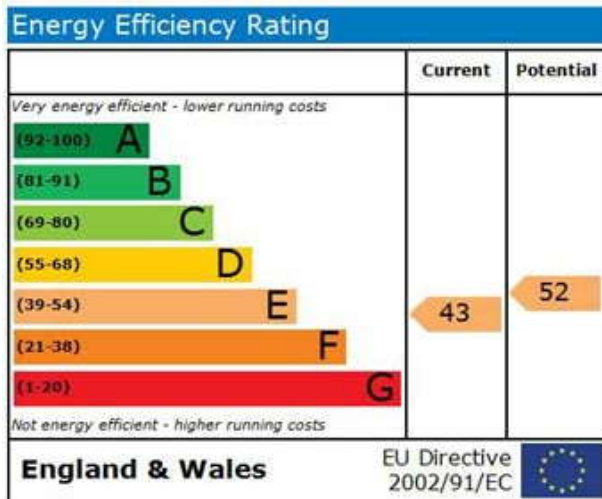 Energy Efficiency Rating
Current Potential
Very energy efficient - lower running costs
(92-100) A
(81-91) B
(69-80) C
(55-68) D
(39-54) E
43
52
(21-38) F
(1-20) G
Not energy efficient - higher running costs
England & Wales
EU Directive
2002/91/EC